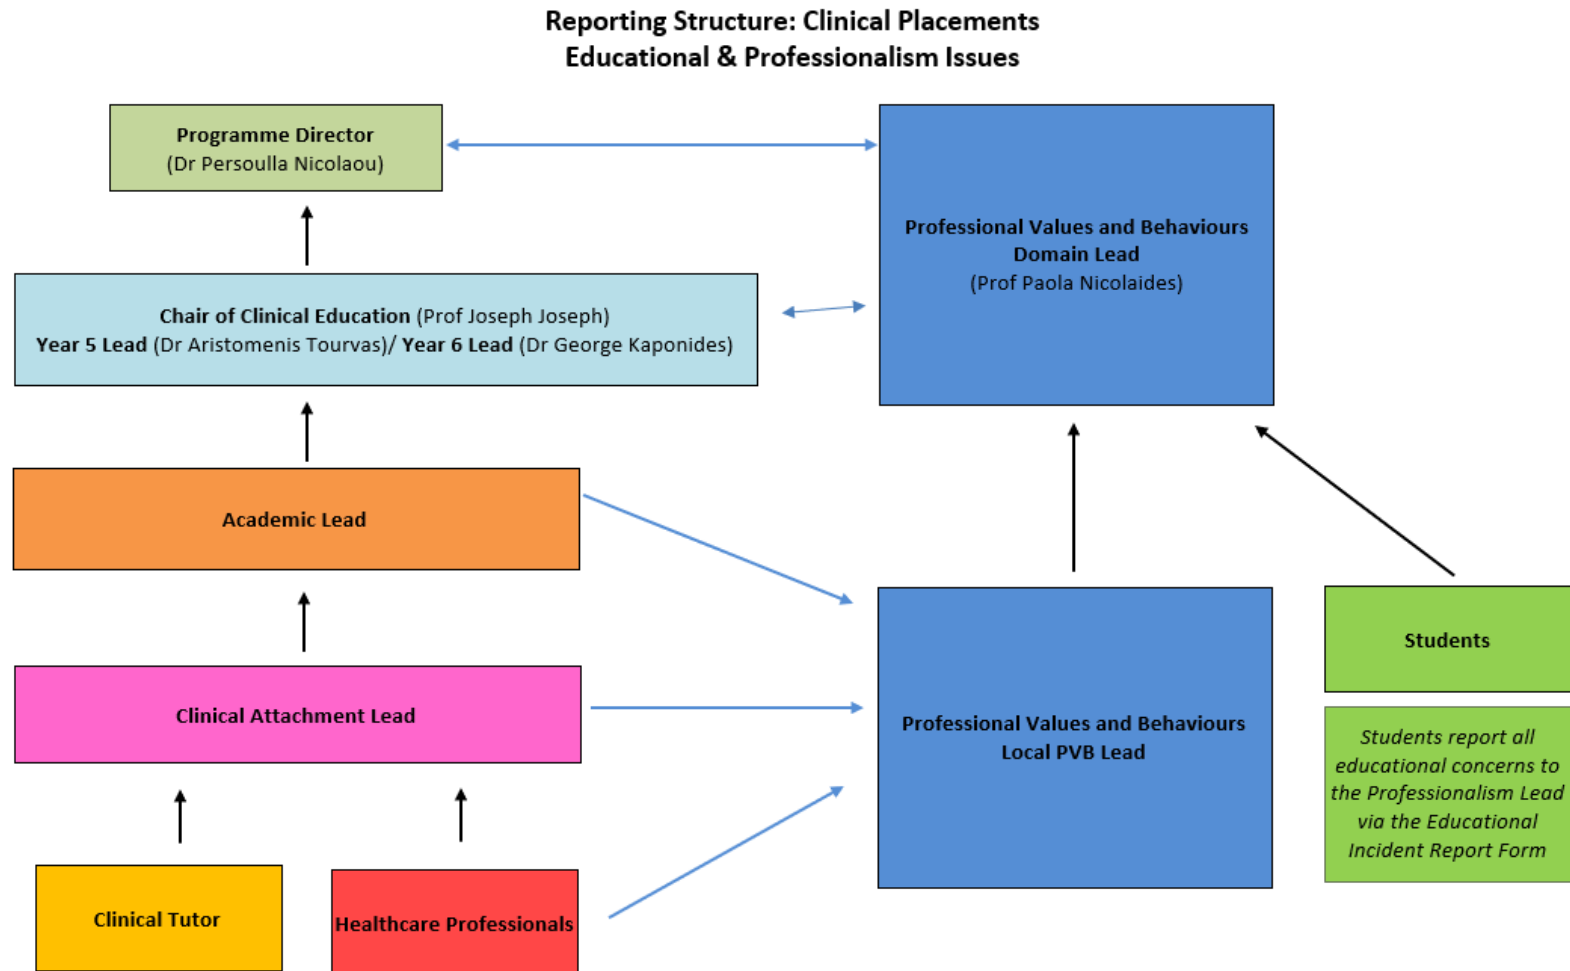 Reporting Structure: Clinical Placements
Educational & Professionalism Issues
Programme Director
(Dr Persoulla Nicolaou)
Professional Values and Behaviours
Domain Lead
(Prof Paola Nicolaides)
Chair of Clinical Education (Prof Joseph Joseph)
Year 5 Lead (Dr Aristomenis Tourvas)/ Year 6 Lead (Dr George Kaponides)
Academic Lead
Clinical Attachment Lead
Professional Values and Behaviours
Local PVB Lead
Students
Students report all
educational concerns to
the Professionalism Lead
via the Educational
Incident Report Form
Clinical Tutor
Healthcare Professionals